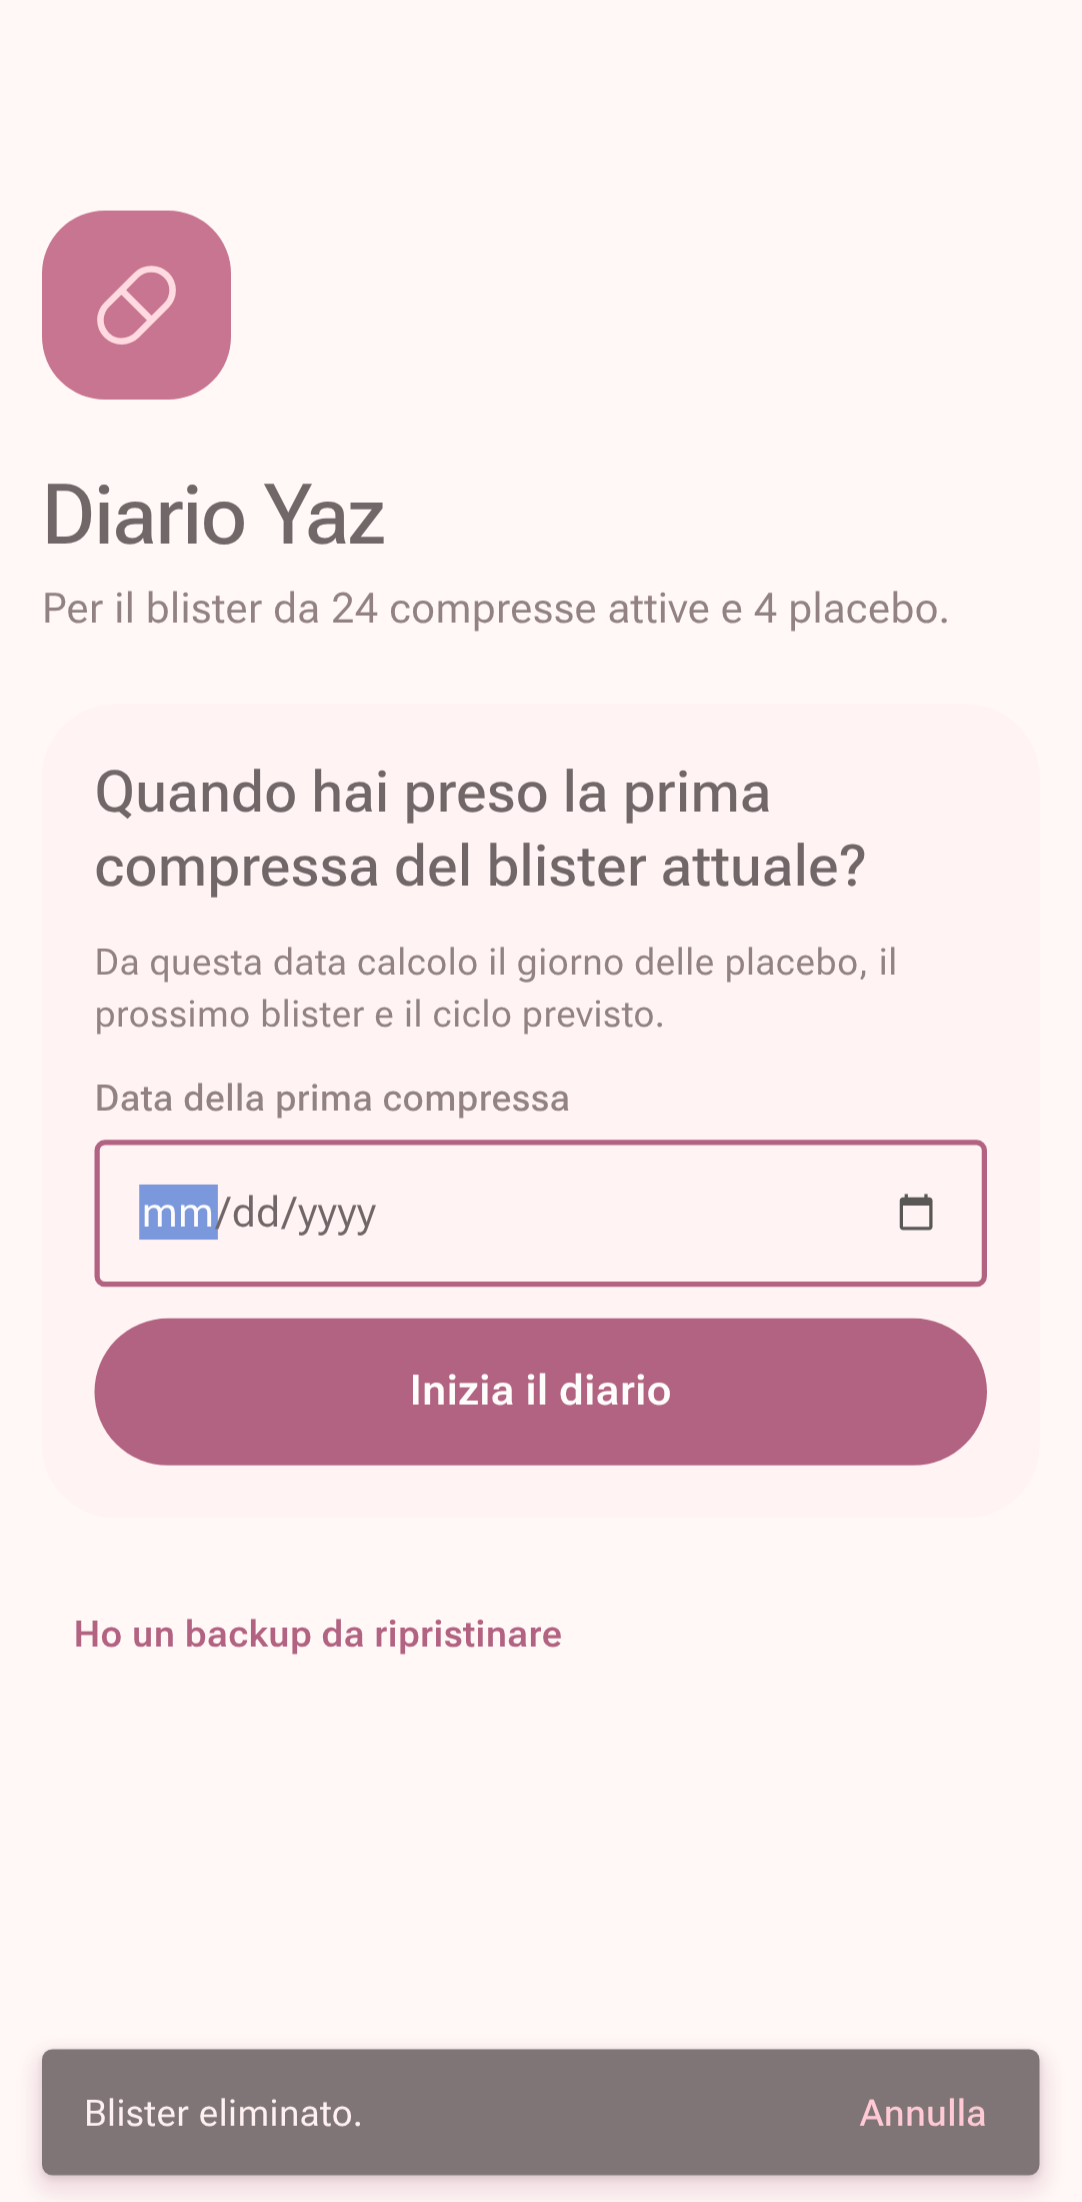 Diario Yaz
Per il blister da 24 compresse attive e 4 placebo.
Quando hai preso la prima
compressa del blister attuale?
Da questa data calcolo il giorno delle placebo, il
prossimo blister e il ciclo previsto.
Data della prima compressa
mm/dd/yyyy
Inizia il diario
Ho un backup da ripristinare
Blister eliminato. Annulla